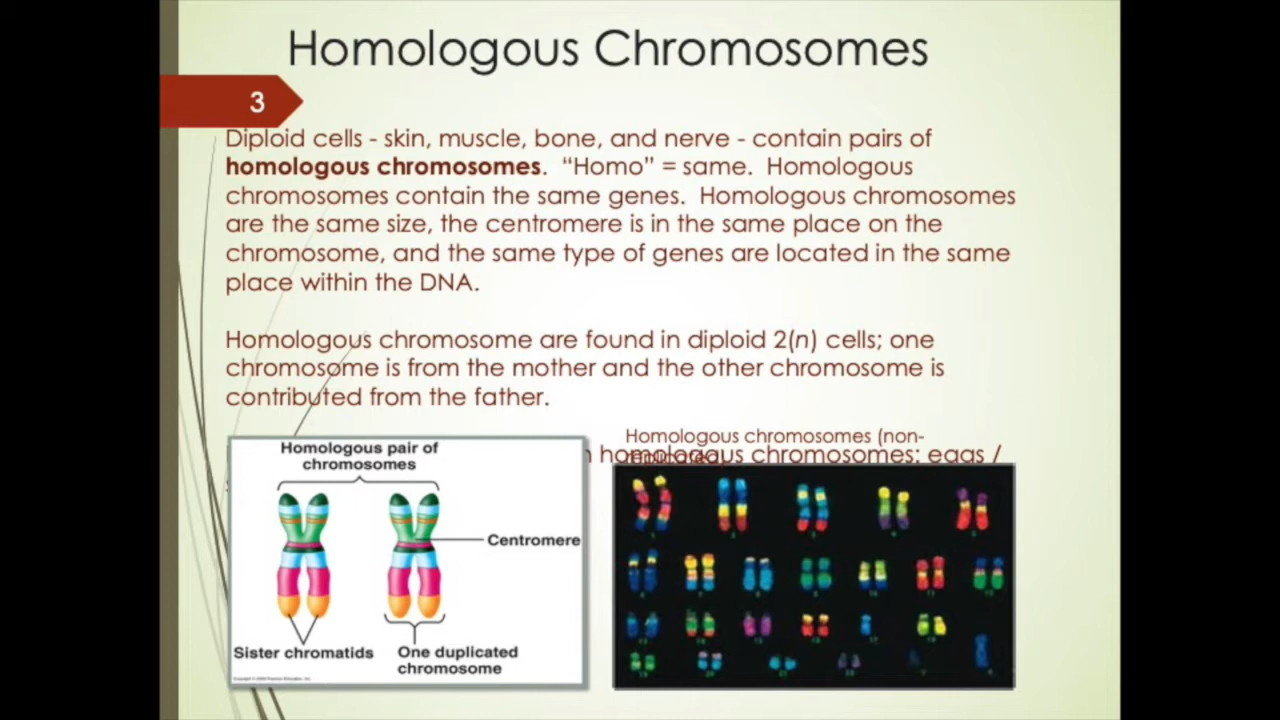 Homologous Chromosomes
3
Diploid cells - skin, muscle, bone, and nerve - contain pairs of
homologous chromosomes. “Homo” = same. Homologous
chromosomes contain the same genes. Homologous chromosomes
are the same size, the centromere is in the same place on the
chromosome, and the same type of genes are located in the same
place within the DNA.
Homologous chromosome are found in diploid 2(n) cells; one
chromosome is from the mother and the other chromosome is
contributed from the father.
homologous chromosomes: eggs /
Homologous chromosomes (non-
Homologous pair of
chromosomes
Centromere
Sister chromatids
One duplicated
chromosome